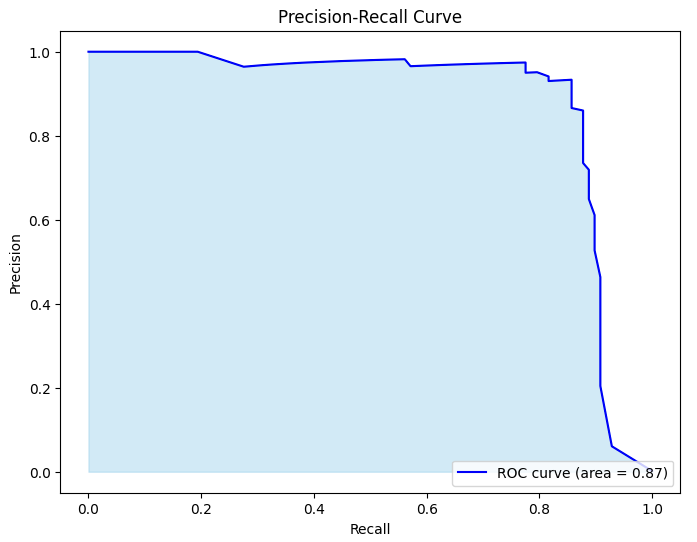 Precision-Recall Curve
1.0
0.8
0.6
0.4
0.2
0.0
Precision
ROC curve (area = 0.87)
0.0 0.2 0.4 0.6 0.8 1.0
Recall